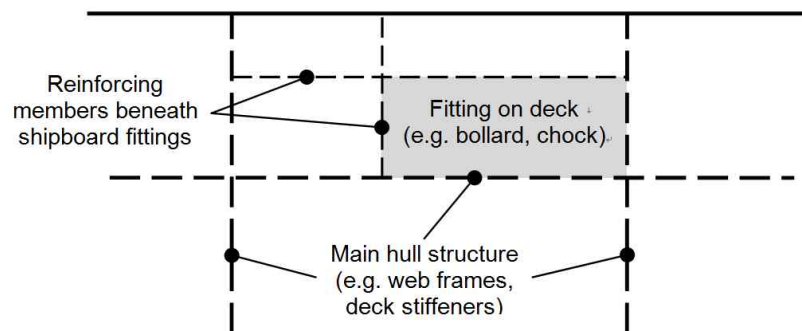 Reinforcing
members beneath
shipboard fittings
Fitting on deck
(e.g. bollard, chock)
Main hull structure
(e.g. web frames,
deck stiffeners)